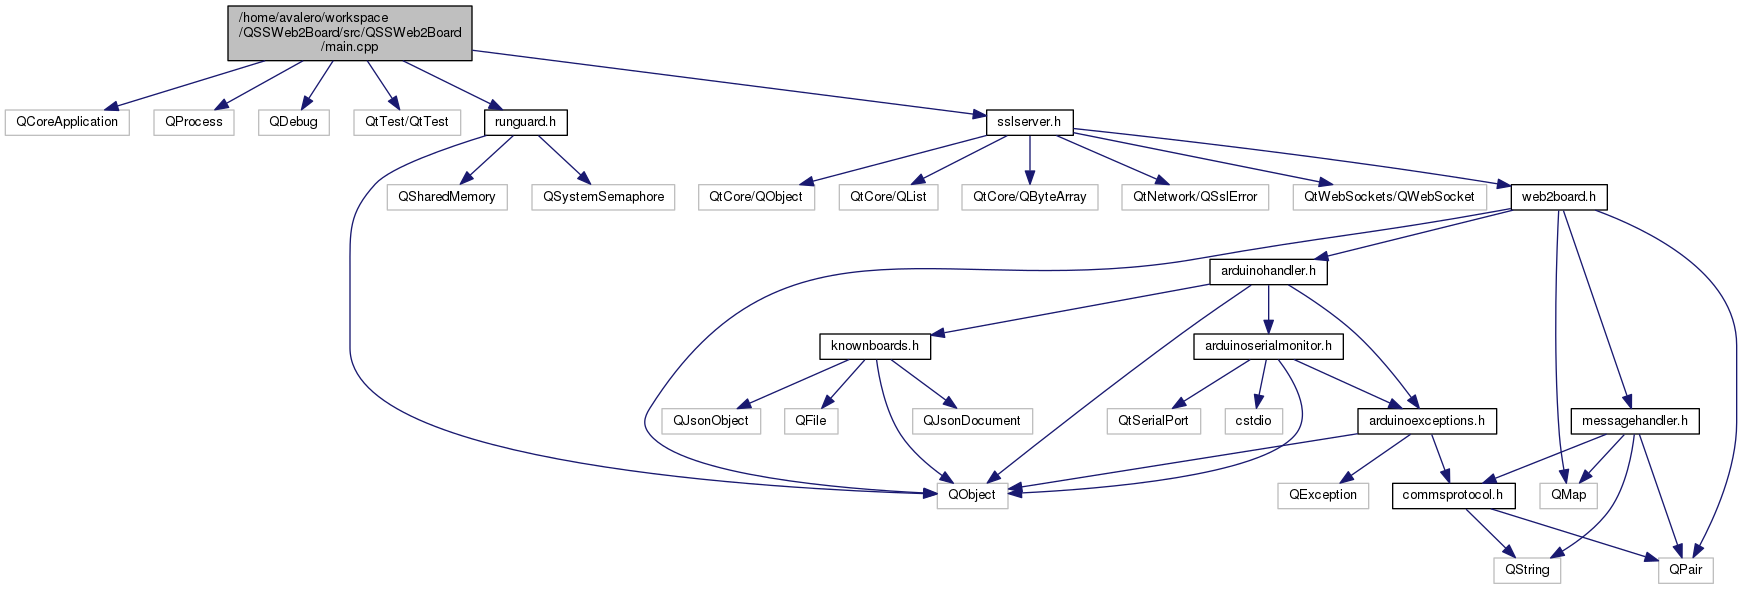 /home/avalero/workspace
/QSSWeb2Board/src/QSSWeb2Board
/main.cpp
QCoreApplication
QProcess
QDebug
QtTest/QtTest
runguard.h
sslserver.h
QSharedMemory
QSystemSemaphore
QtCore/QObject
QtCore/QList
QtCore/QByteArray
QtNetwork/QSslError
QtWebSockets/QWebSocket
web2board.h
arduinohandler.h
knownboards.h
arduinoserialmonitor.h
QJsonObject
QFile
QJsonDocument
QtSerialPort
cstdio
arduinoexceptions.h
messagehandler.h
QObject
QException
commsprotocol.h
QMap
QString
QPair